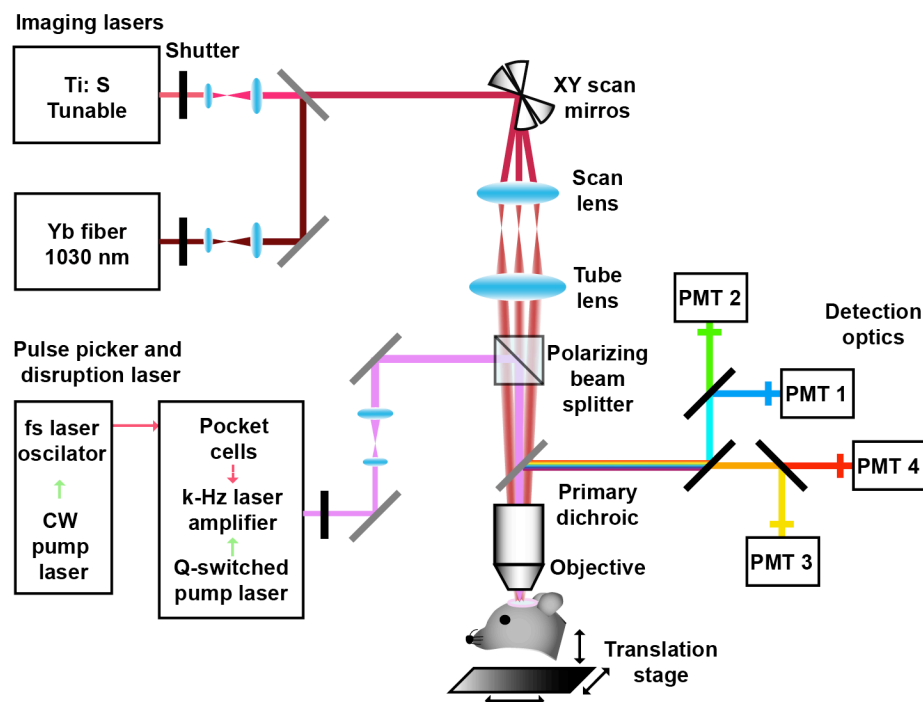 Imaging lasers
Ti: S
Tunable
Shutter
XY scan
mirros
Yb fiber
1030 nm
Scan
lens
Tube
lens
PMT 2
Detection
optics
PMT 1
Polarizing
beam
splitter
PMT 4
Primary
dichroic
PMT 3
Objective
Translation
stage
Pulse picker and
disruption laser
fs laser
oscilator
CW
pump
laser
Pocket
cells
k-Hz laser
amplifier
Q-switched
pump laser